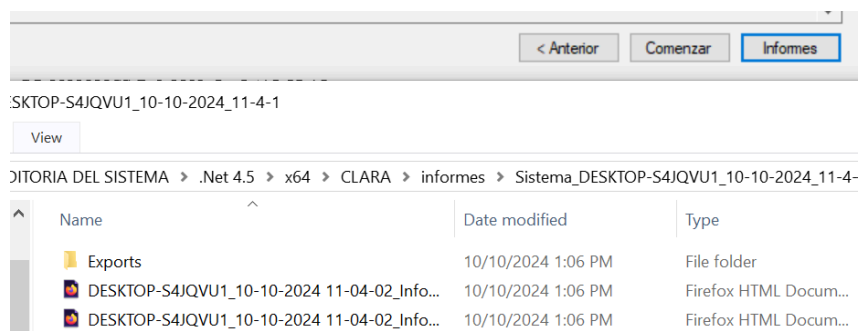 < Anterior Comenzar Informes
ESKTOP-S4JQVU1_10-10-2024_11-4-1
View
DITORIA DEL SISTEMA > .Net 4.5 > x64 > CLARA > informes > Sistema_DESKTOP-S4JQVU1_10-10-2024_11-4-
Name Date modified Type
Exports 10/10/2024 1:06 PM File folder
DESKTOP-S4JQVU1_10-10-2024 11-04-02_Info... 10/10/2024 1:06 PM Firefox HTML Docum...
DESKTOP-S4JQVU1_10-10-2024 11-04-02_Info... 10/10/2024 1:06 PM Firefox HTML Docum...